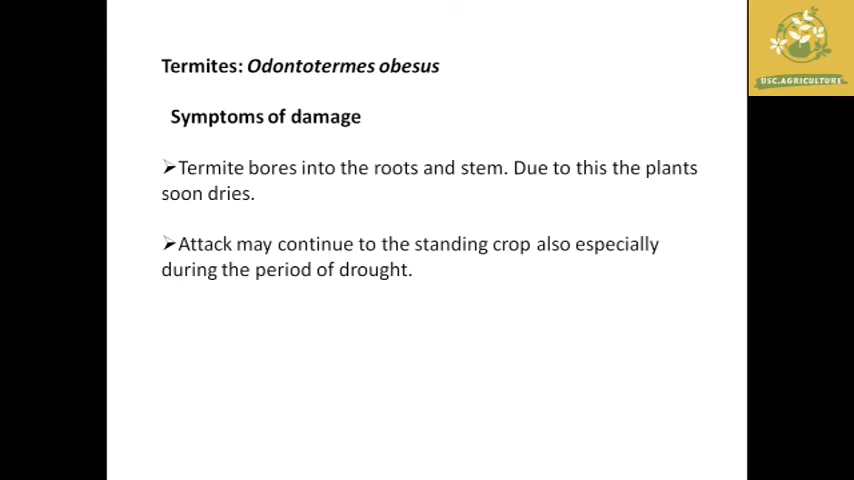 DSC.AGRICULTURE
Termites: Odontotermes obesus
Symptoms of damage
➢Termite bores into the roots and stem. Due to this the plants
soon dries.
➢Attack may continue to the standing crop also especially
during the period of drought.